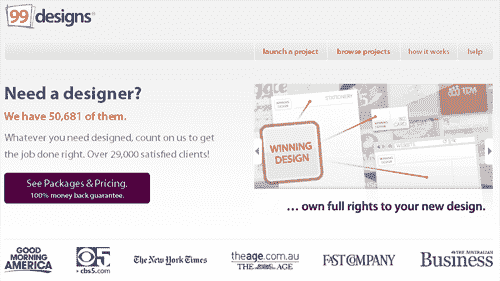 99designs
launch a project browse projects how it works help
Need a designer?
We have 50,681 of them.
Whatever you need designed, count on us to get
the job done right. Over 29,000 satisfied clients!
See Packages & Pricing.
100% money back guarantee.
STATIONERY
WINNING
DESIGN
... own full rights to your new design.
GOOD
MORNING
AMERICA
cbs5.com
The New York Times
theage.com.au
THE AGE
FAST COMPANY
THE AUSTRALIAN
Business